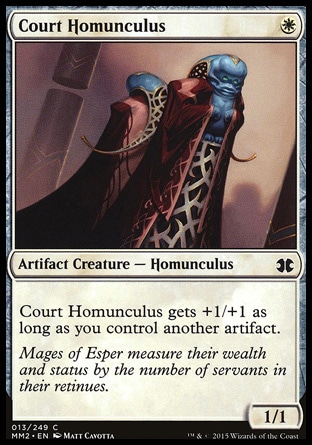 Court Homunculus
Artifact Creature — Homunculus
Court Homunculus gets +1/+1 as
long as you control another artifact.
Mages of Esper measure their wealth
and status by the number of servants in
their retinues.
1/1
013/249 C
MM2 • EN Matt Cavotta
™ & © 2015 Wizards of the Coast